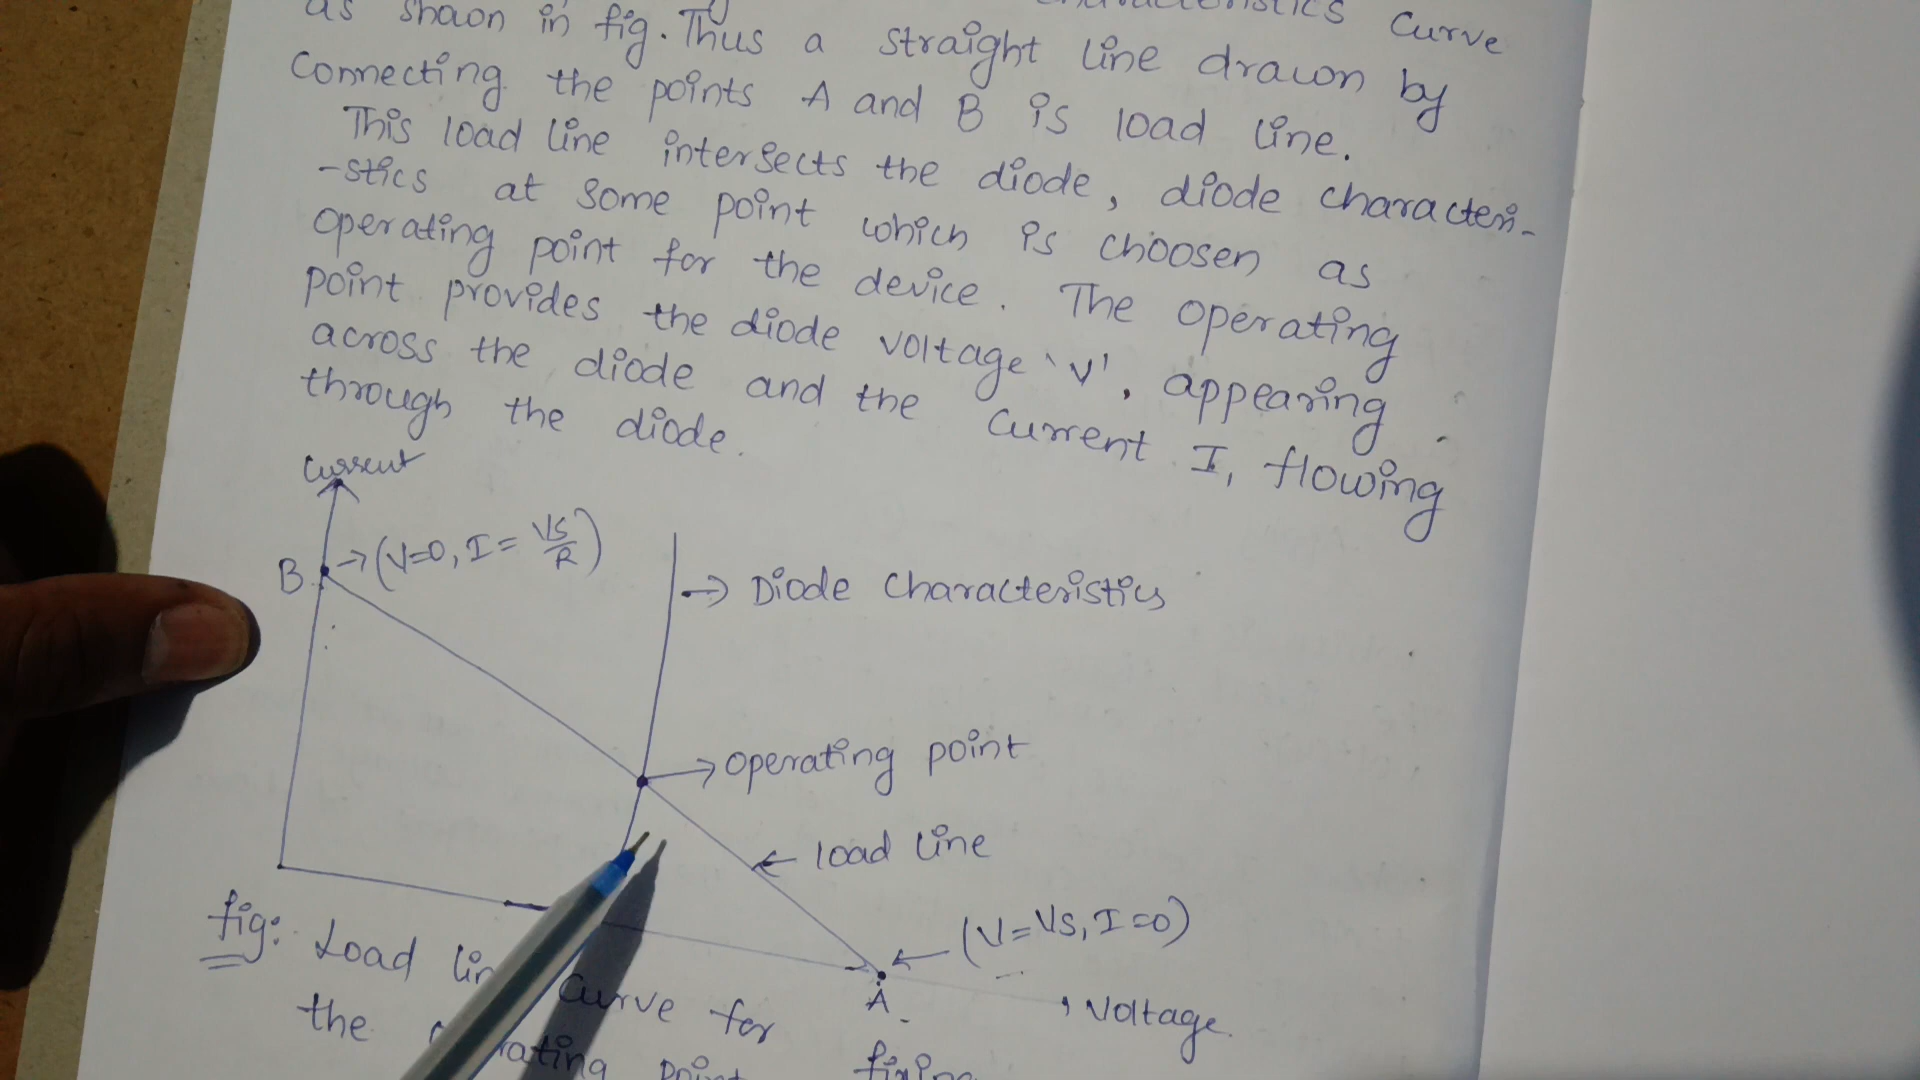 as shaon in fig. Thus a straight line drawn by
Connecting the points A and B is load line.
This load line intersects the diode, diode characteri-
-stics at some point which is choosen as
operating point for the device. The operating
point provides the diode voltage 'V', appearing
across the diode and the current I, flowing
through the diode.
Current
B → (V=0, I = Vs/R)
→ Diode Characteristics
→ operating point
← load line
← (V=Vs, I=0)
A
Voltage
fig: Load Curve for
the point fixing